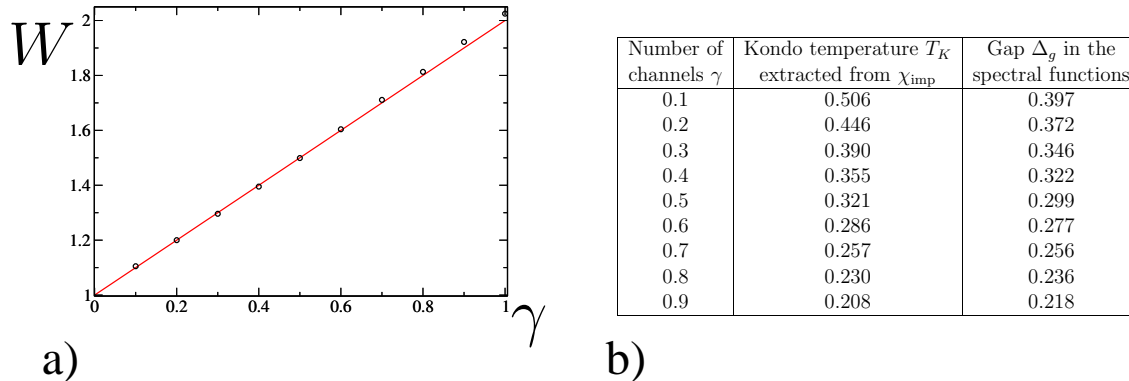 W
2
1.8
1.6
1.4
1.2
1
0 0.2 0.4 0.6 0.8 1
γ
a)
Number of channels γ Kondo temperature T_K extracted from χ_imp Gap Δ_g in the spectral functions
0.1 0.506 0.397
0.2 0.446 0.372
0.3 0.390 0.346
0.4 0.355 0.322
0.5 0.321 0.299
0.6 0.286 0.277
0.7 0.257 0.256
0.8 0.230 0.236
0.9 0.208 0.218
b)